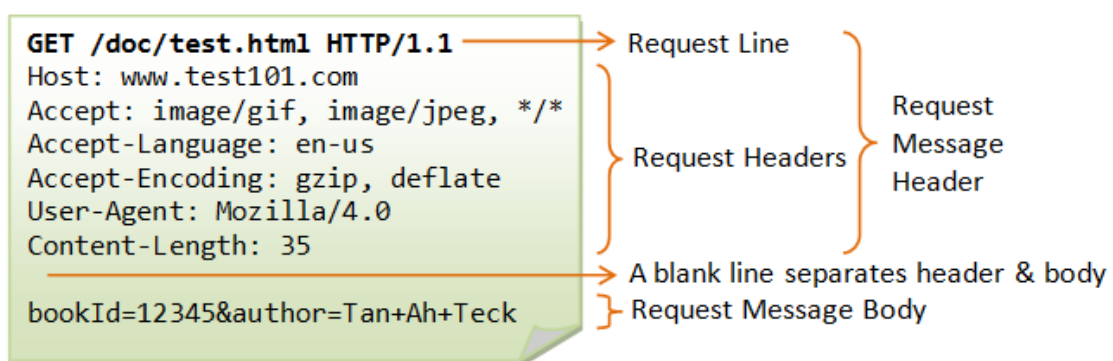 GET /doc/test.html HTTP/1.1
Host: www.test101.com
Accept: image/gif, image/jpeg, */*
Accept-Language: en-us
Accept-Encoding: gzip, deflate
User-Agent: Mozilla/4.0
Content-Length: 35
bookId=12345&author=Tan+Ah+Teck
Request Line
Request Headers
A blank line separates header & body
Request Message Body
Request
Message
Header